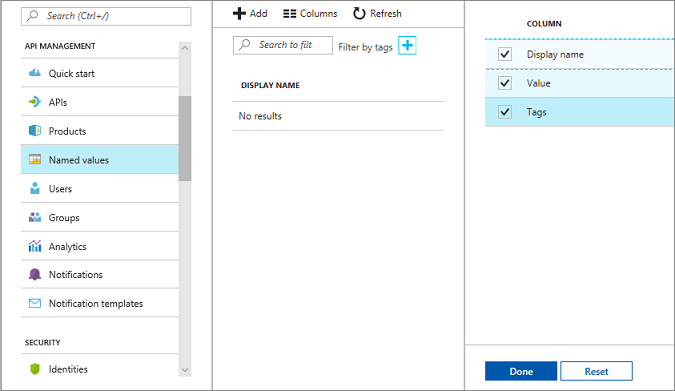 Search (Ctrl+/)
API MANAGEMENT
Quick start
APIs
Products
Named values
Users
Groups
Analytics
Notifications
Notification templates
SECURITY
Identities
Add
Columns
Refresh
Search to filt
Filter by tags
DISPLAY NAME
No results
COLUMN
Display name
Value
Tags
Done
Reset